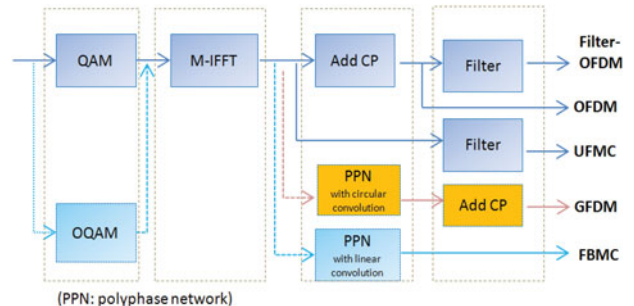 QAM
M-IFFT
Add CP
Filter
Filter-
OFDM
OFDM
Filter
UFMC
PPN
with circular
convolution
Add CP
GFDM
OQAM
PPN
with linear
convolution
FBMC
(PPN: polyphase network)